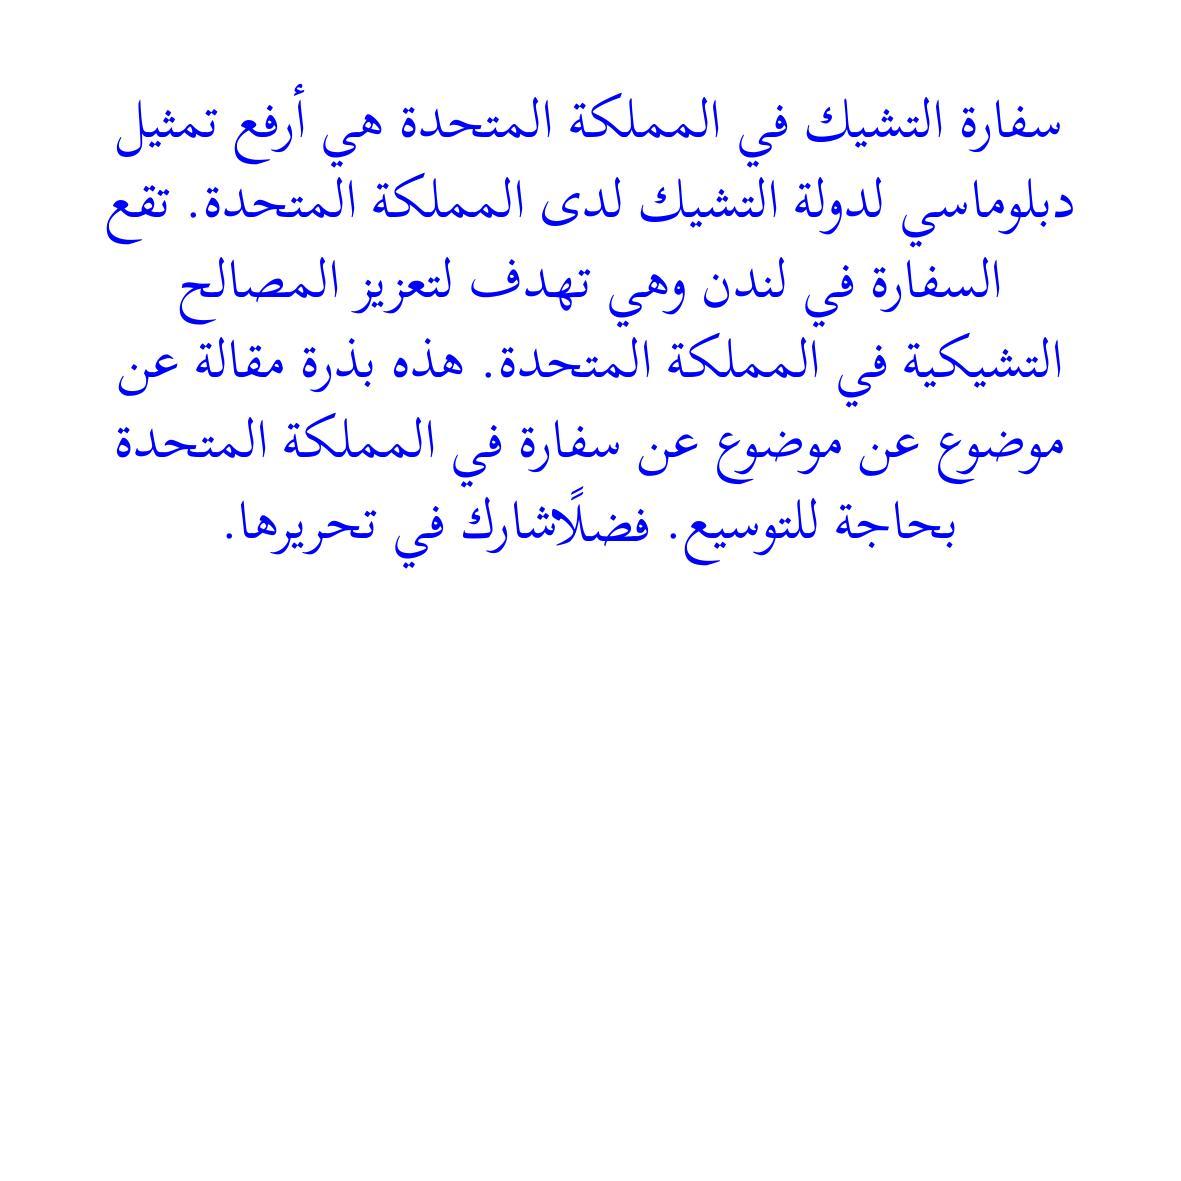 سفارة التشيك في المملكة المتحدة هي أرفع تمثيل
دبلوماسي لدولة التشيك لدى المملكة المتحدة. تقع
السفارة في لندن وهي تهدف لتعزيز المصالح
التشيكية في المملكة المتحدة. هذه بذرة مقالة عن
موضوع عن موضوع عن سفارة في المملكة المتحدة
بحاجة للتوسيع. فضلًاشارك في تحريرها.